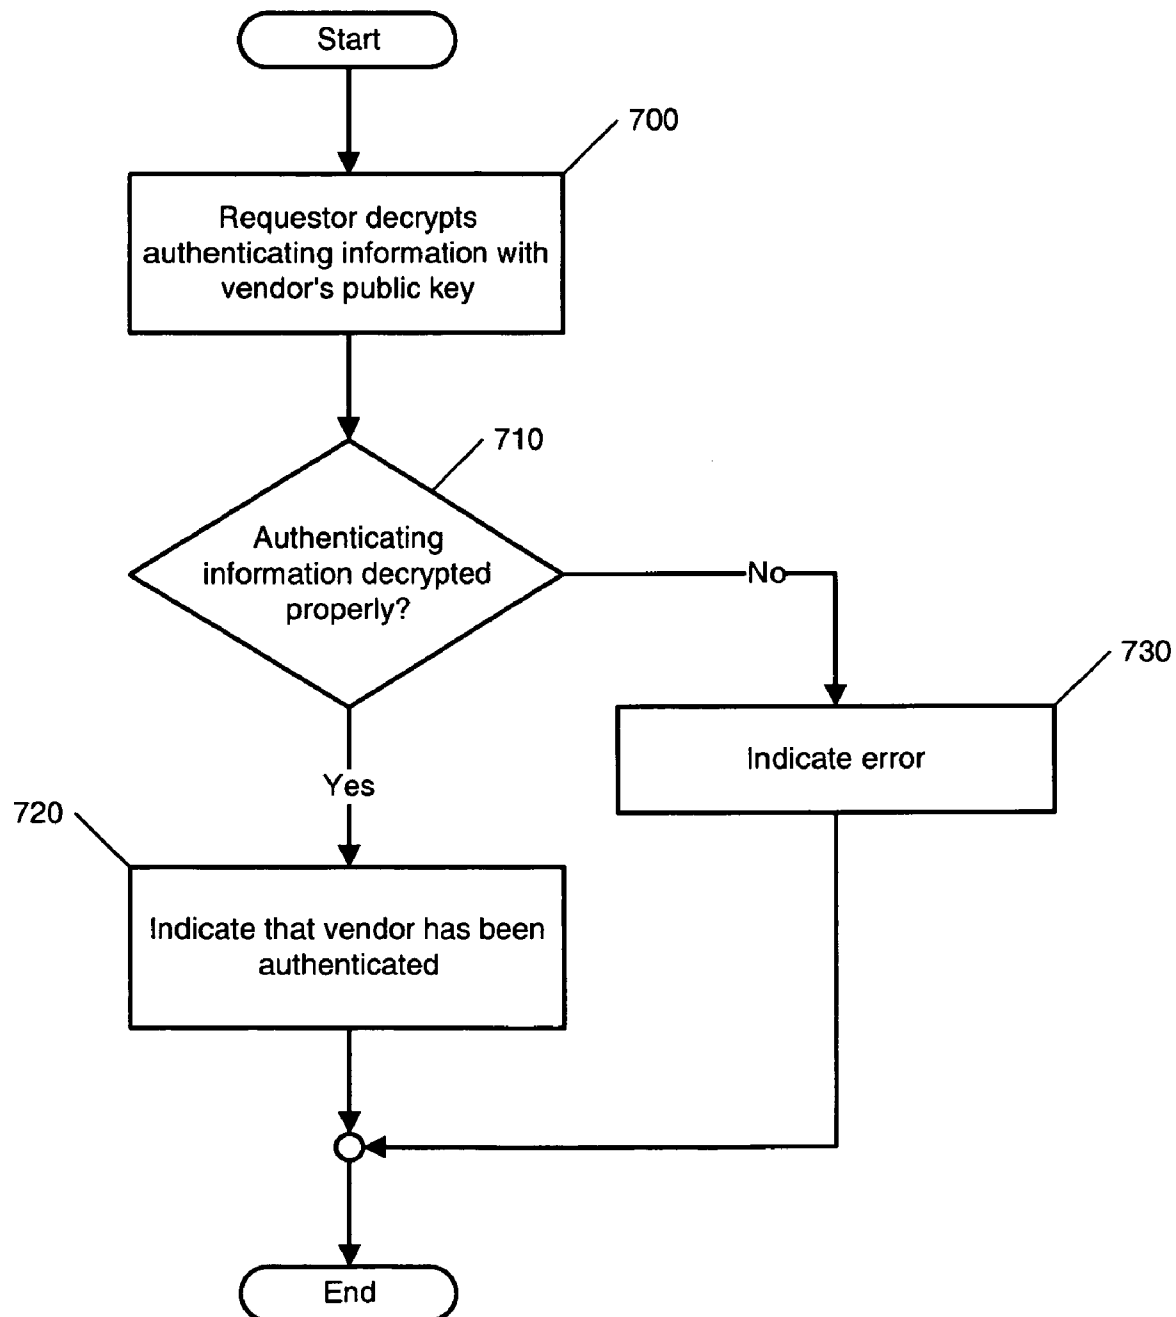 Start
700
Requestor decrypts
authenticating information with
vendor's public key
710
Authenticating
information decrypted
properly?
No
730
Indicate error
Yes
720
Indicate that vendor has been
authenticated
End